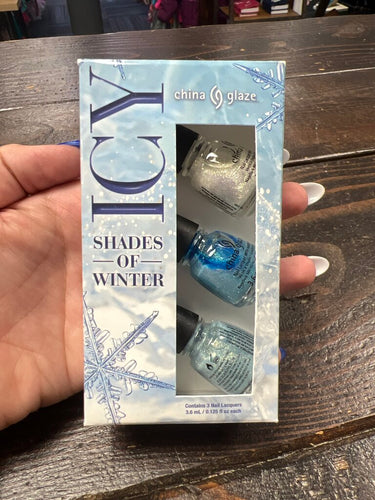 ICY
SHADES
OF
WINTER
china glaze
Contains 3 Nail Lacquers
3.6 mL / 0.125 fl oz each